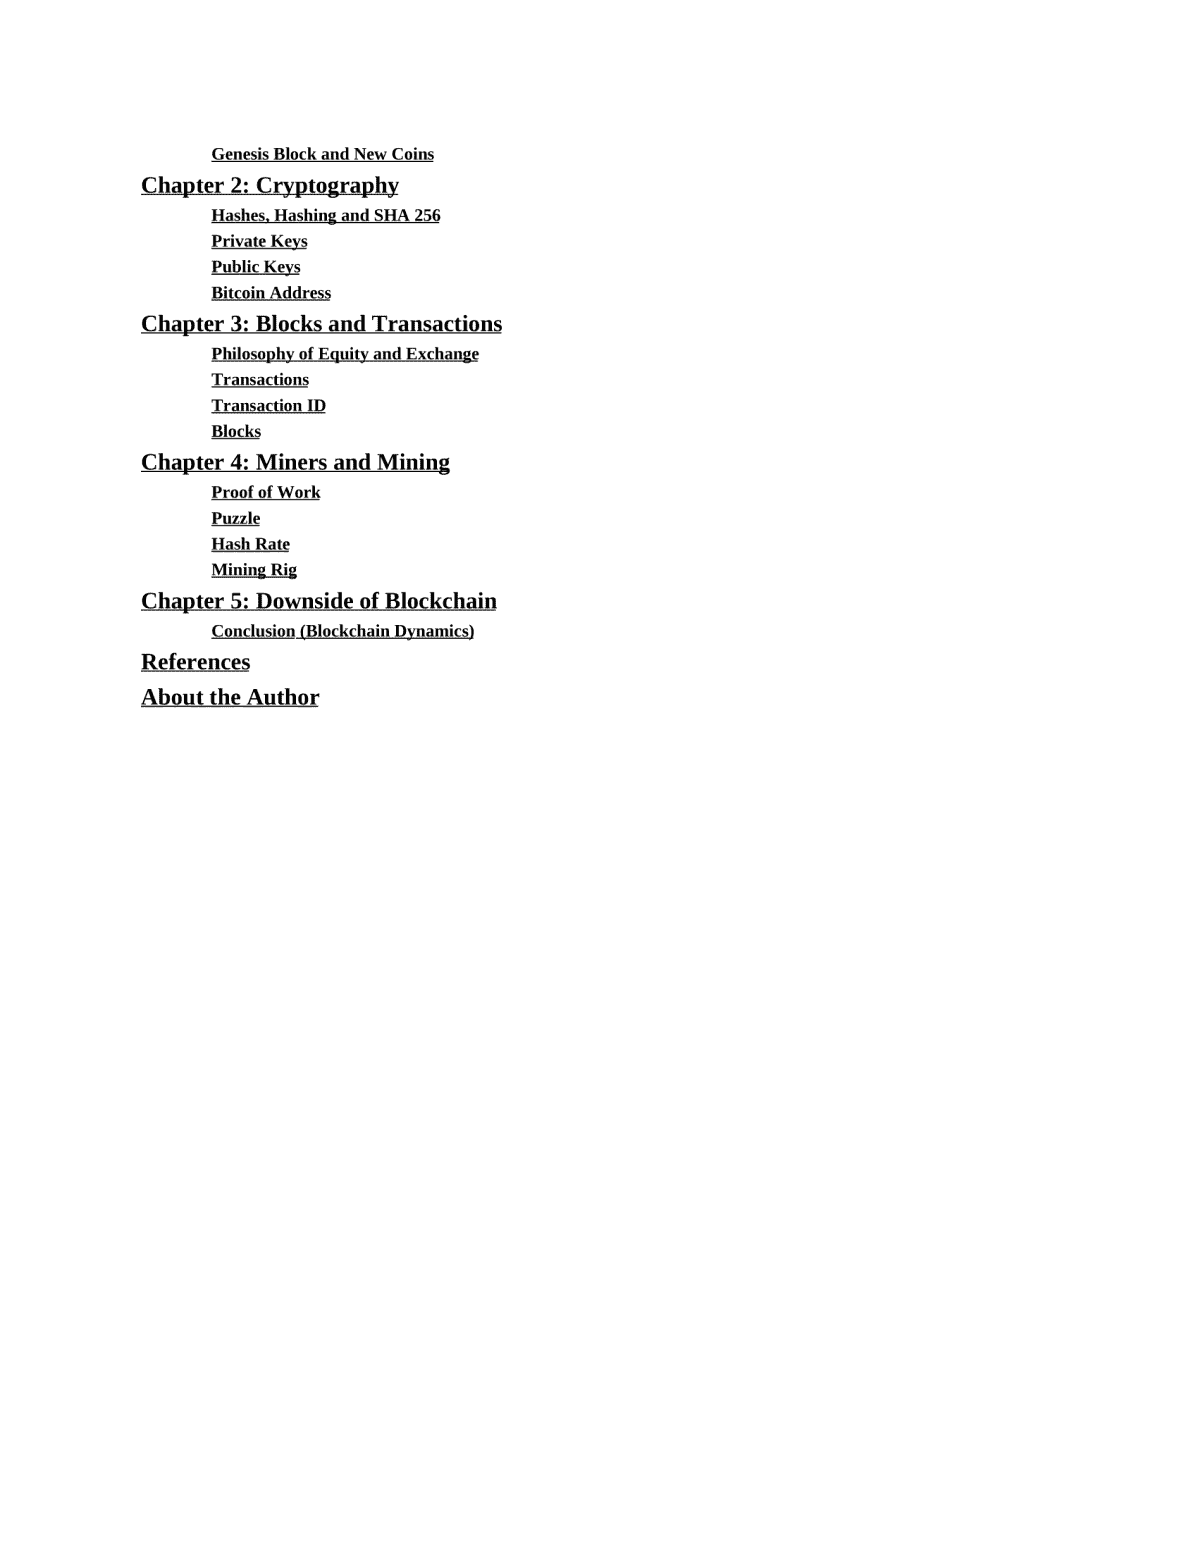 Genesis Block and New Coins
Chapter 2: Cryptography
Hashes, Hashing and SHA 256
Private Keys
Public Keys
Bitcoin Address
Chapter 3: Blocks and Transactions
Philosophy of Equity and Exchange
Transactions
Transaction ID
Blocks
Chapter 4: Miners and Mining
Proof of Work
Puzzle
Hash Rate
Mining Rig
Chapter 5: Downside of Blockchain
Conclusion (Blockchain Dynamics)
References
About the Author